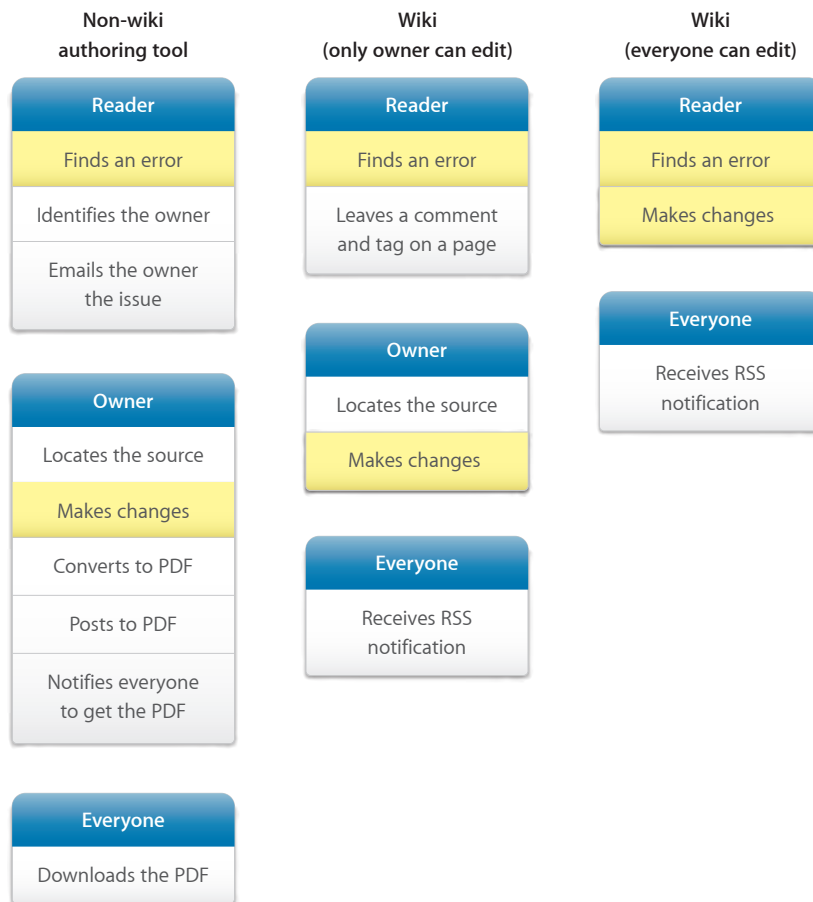 Non-wiki
authoring tool
Reader
Finds an error
Identifies the owner
Emails the owner
the issue
Owner
Locates the source
Makes changes
Converts to PDF
Posts to PDF
Notifies everyone
to get the PDF
Everyone
Downloads the PDF
Wiki
(only owner can edit)
Reader
Finds an error
Leaves a comment
and tag on a page
Owner
Locates the source
Makes changes
Everyone
Receives RSS
notification
Wiki
(everyone can edit)
Reader
Finds an error
Makes changes
Everyone
Receives RSS
notification